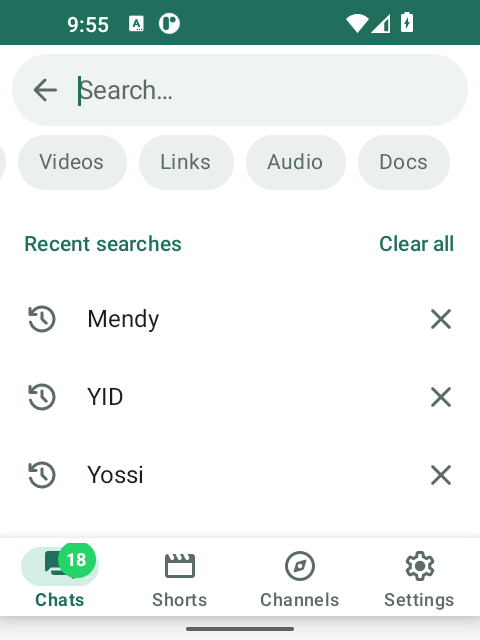 9:55
Search…
Videos Links Audio Docs
Recent searches Clear all
Mendy
YID
Yossi
18
Chats Shorts Channels Settings